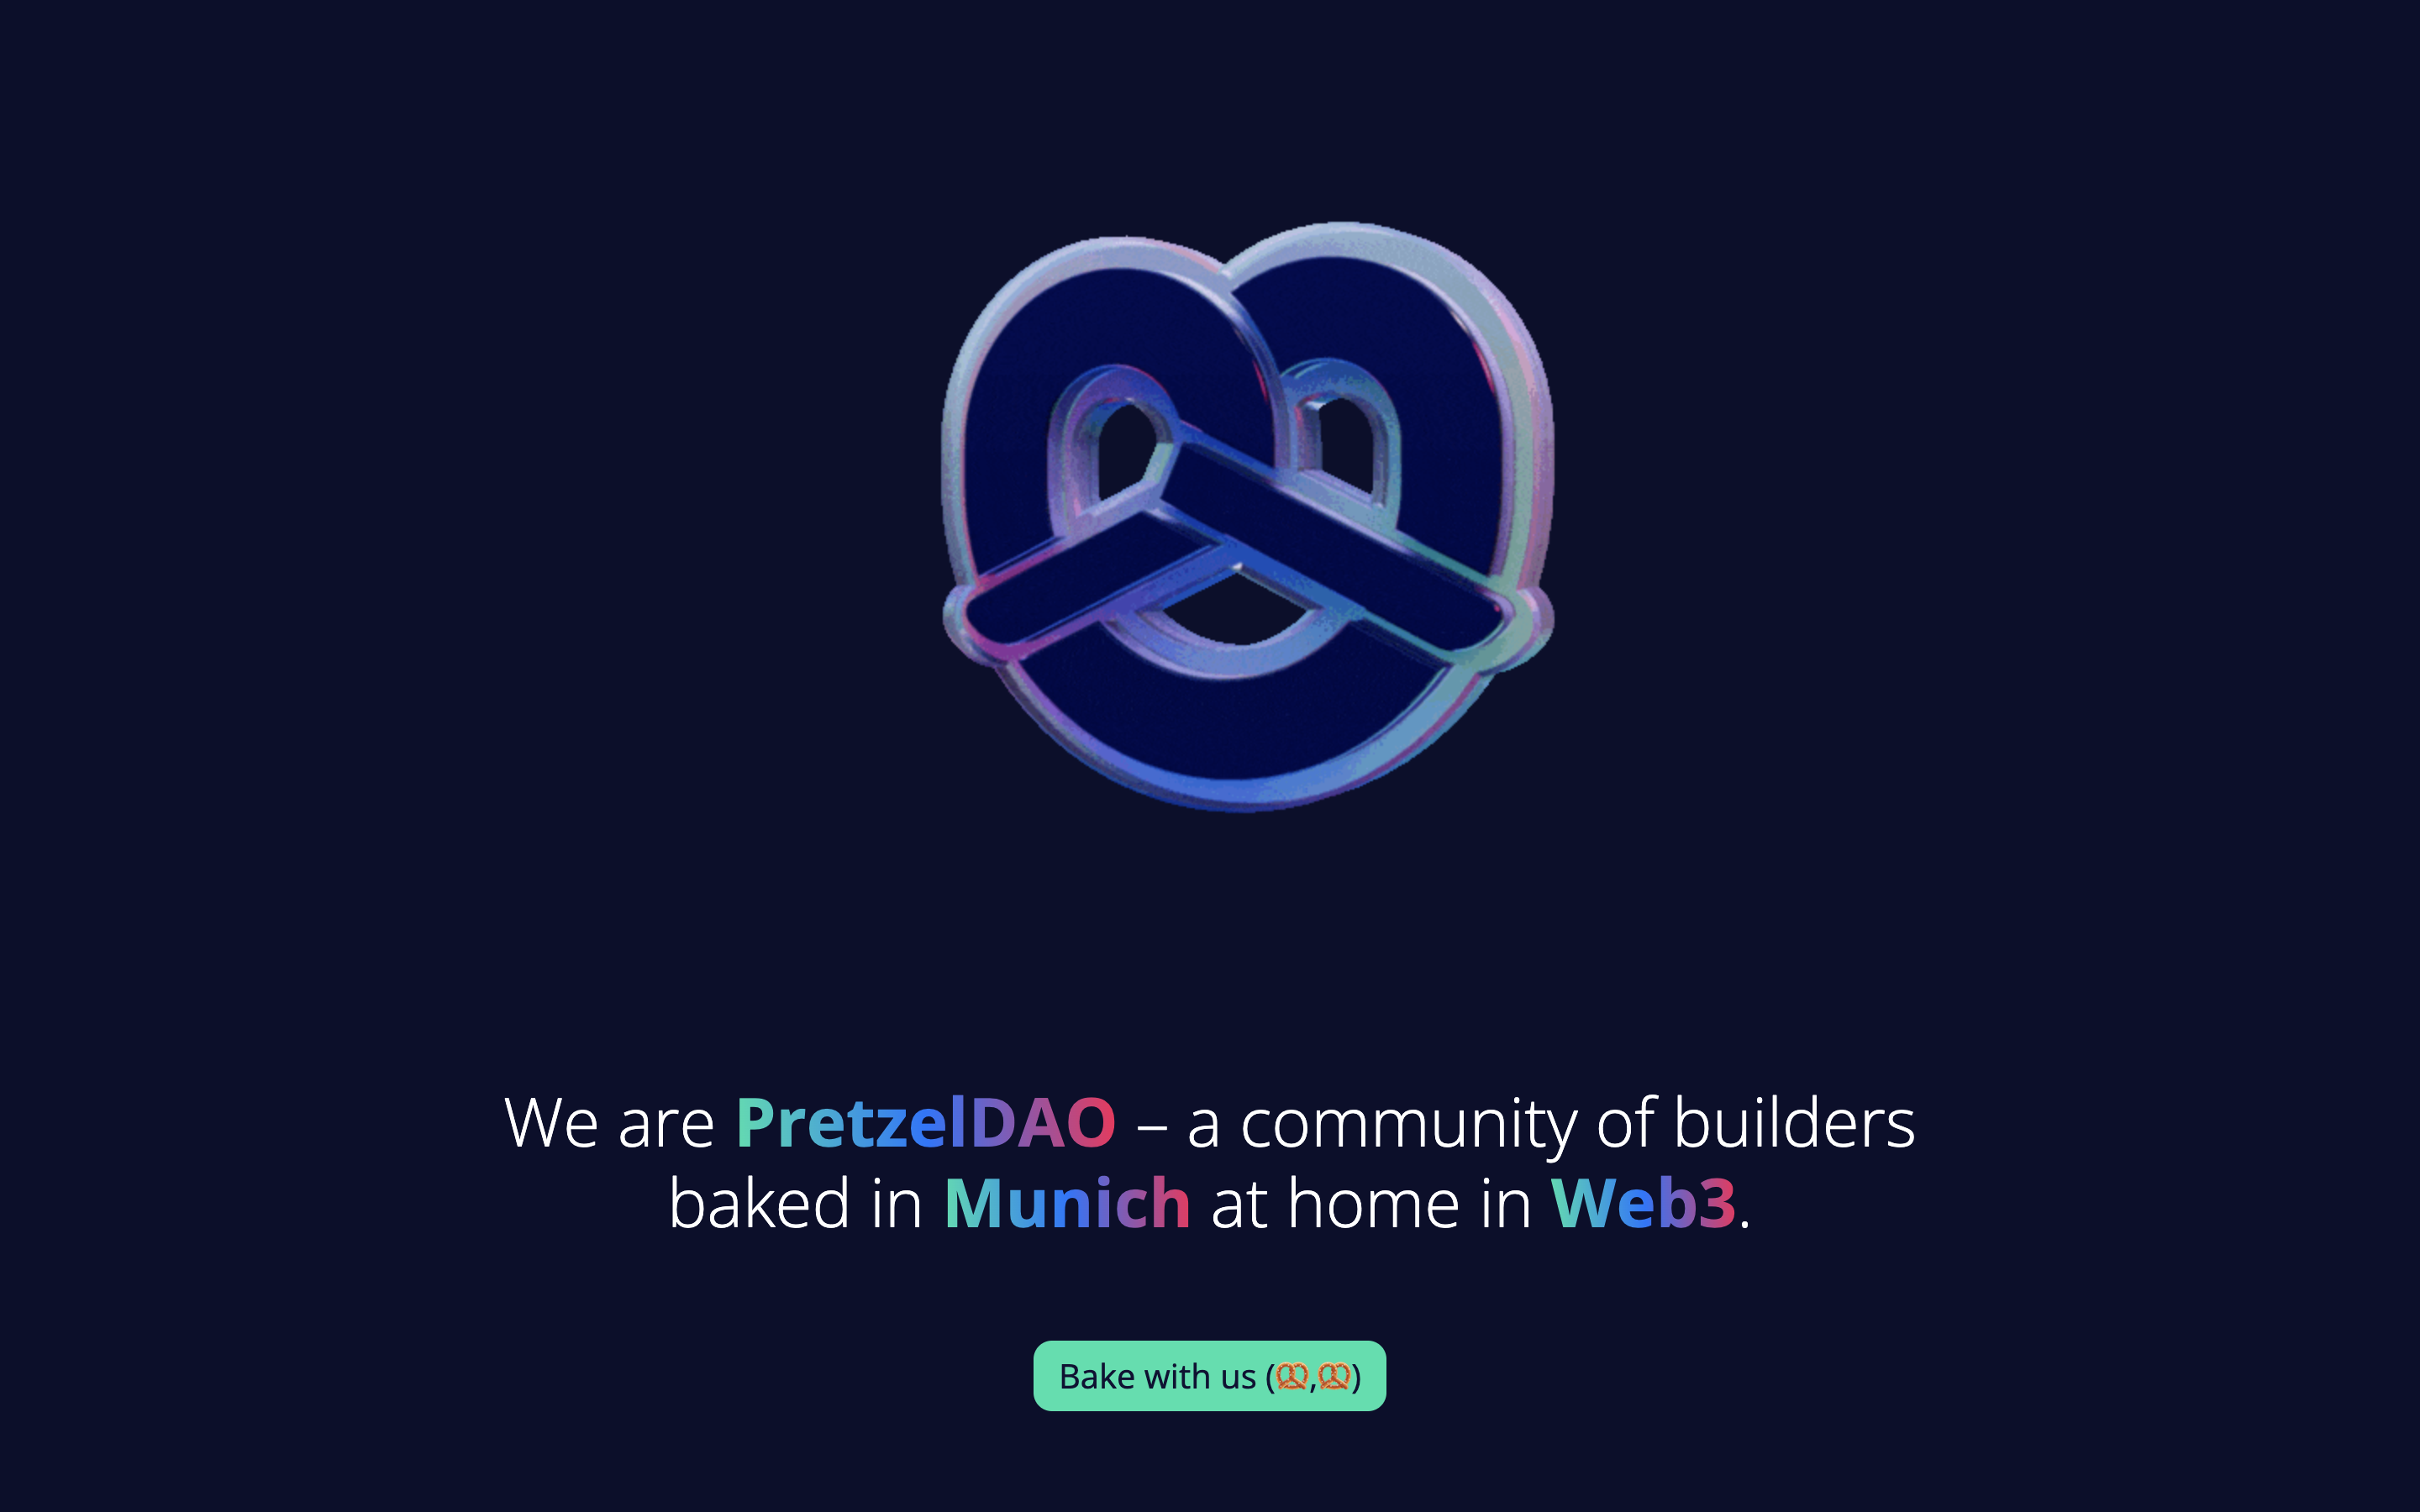 We are PretzelDAO – a community of builders
baked in Munich at home in Web3.
Bake with us (🥨,🥨)